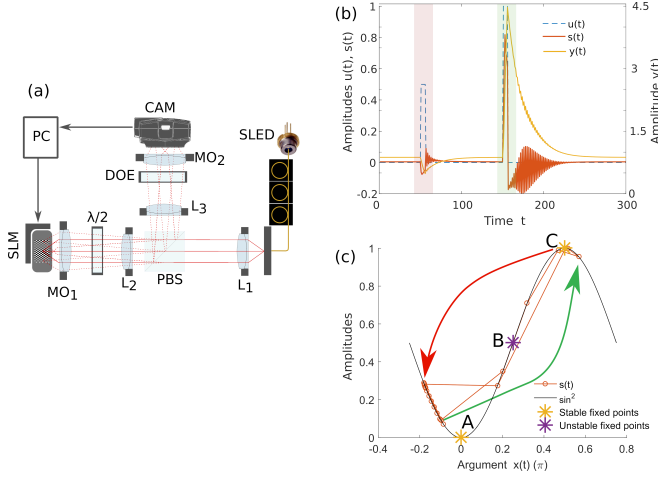 (a)
CAM
PC
SLED
MO2
DOE
L3
λ/2
SLM
MO1
L2
PBS
L1
(b)
Amplitudes u(t), s(t)
1
0.8
0.6
0.4
0.2
0
-0.2
u(t)
s(t)
y(t)
4.5
3
1.5
0
Amplitudes y(t)
0
100
200
300
Time t
(c)
Amplitudes
1
0.8
0.6
0.4
0.2
0
C
B
A
s(t)
sin²
Stable fixed points
Unstable fixed points
-0.4
-0.2
0
0.2
0.4
0.6
0.8
Argument x(t) (π)